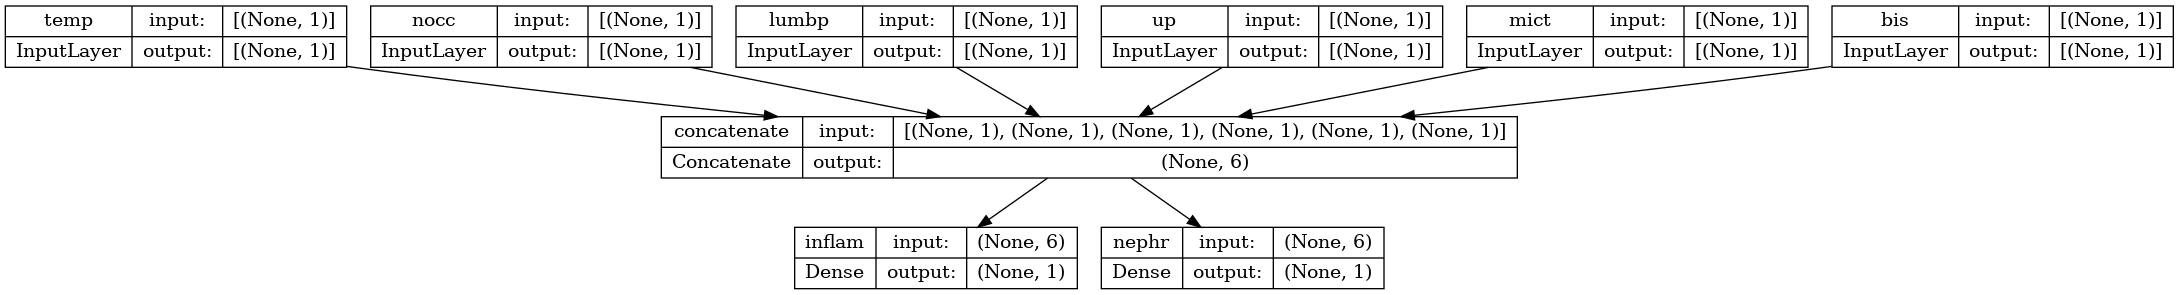 temp input: [(None, 1)] nocc input: [(None, 1)] lumbp input: [(None, 1)] up input: [(None, 1)] mict input: [(None, 1)] bis input: [(None, 1)]
InputLayer output: [(None, 1)] InputLayer output: [(None, 1)] InputLayer output: [(None, 1)] InputLayer output: [(None, 1)] InputLayer output: [(None, 1)] InputLayer output: [(None, 1)]
concatenate input: [(None, 1), (None, 1), (None, 1), (None, 1), (None, 1), (None, 1)]
Concatenate output: (None, 6)
inflam input: (None, 6) nephr input: (None, 6)
Dense output: (None, 1) Dense output: (None, 1)